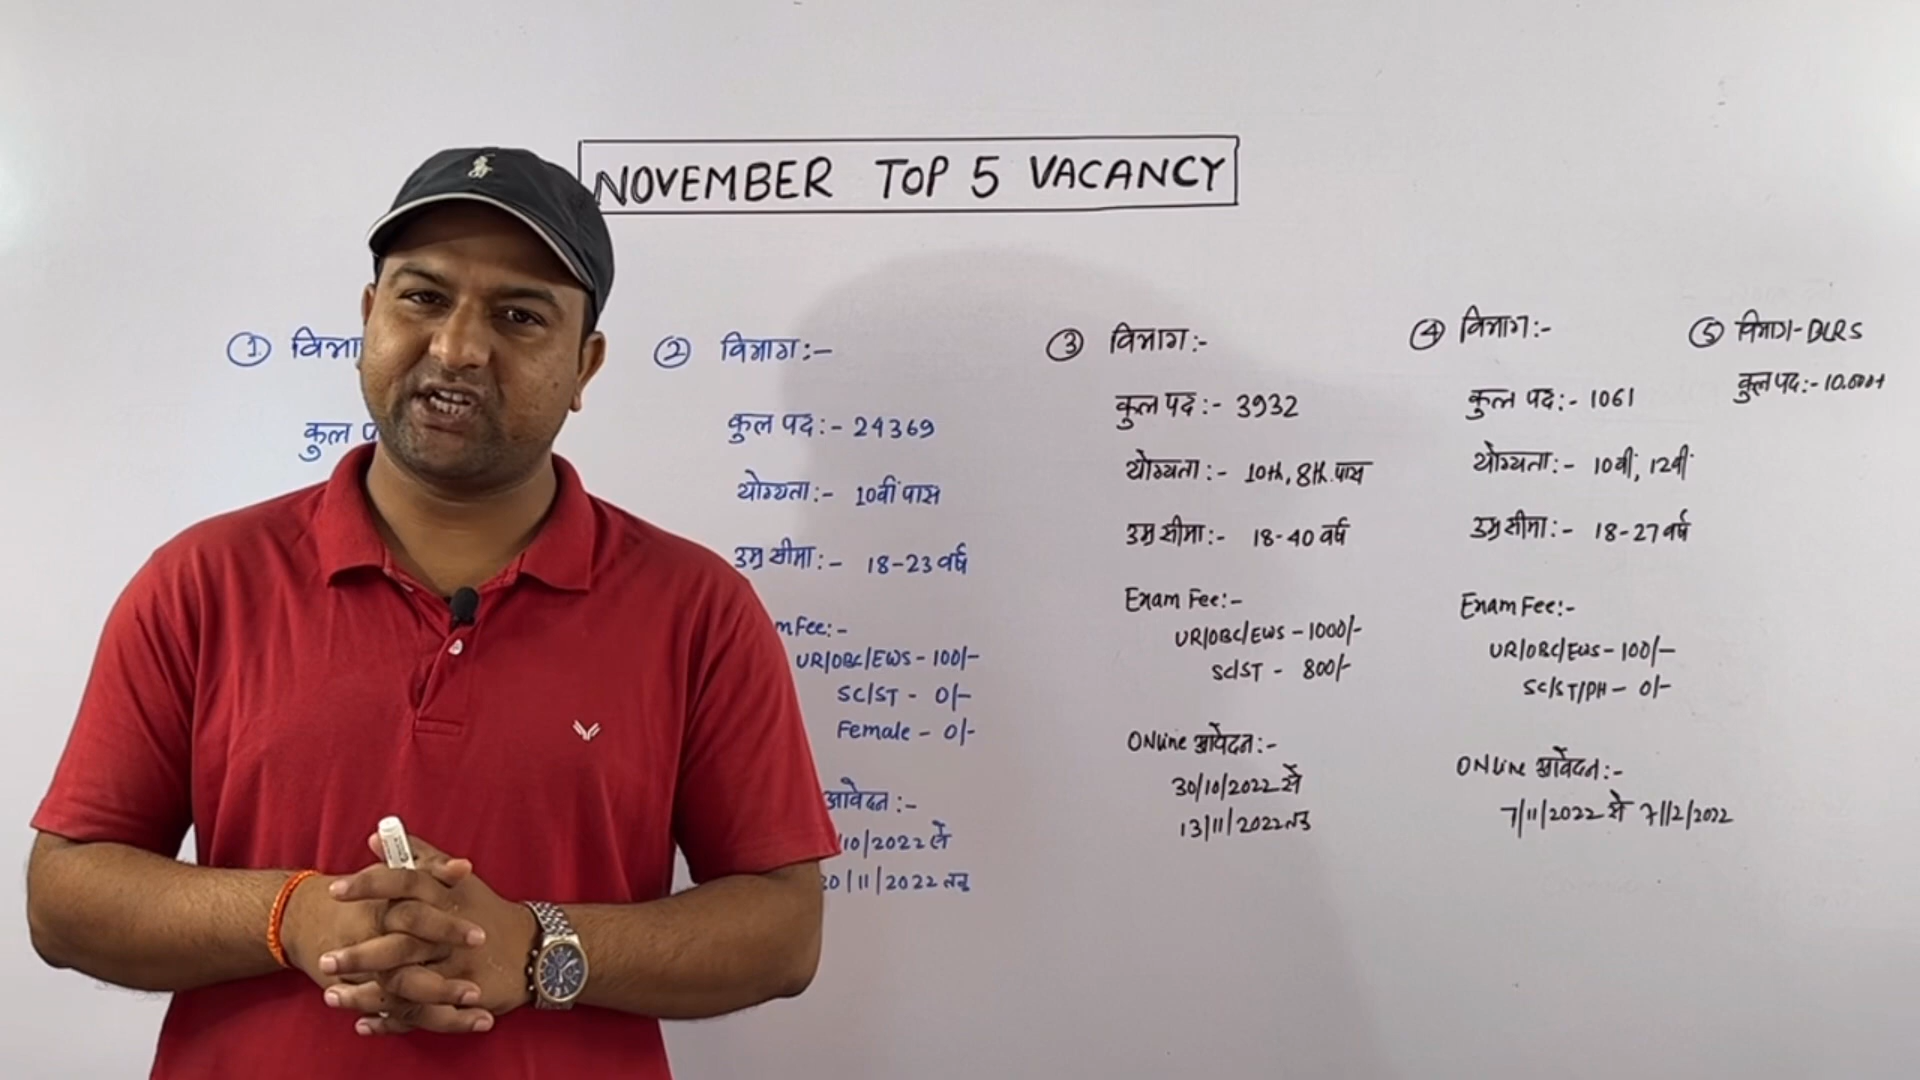 NOVEMBER TOP 5 VACANCY
① विभा
कुल प
② विभाग :-
कुल पद :- 24369
योग्यता :- 10वीं पास
उम्र सीमा :- 18-23 वर्ष
mFee:-
UR/OBC/EWS - 100/-
SC/ST - 0/-
Female - 0/-
आवेदन :-
/10/2022 से
30/11/2022 तक
③ विभाग :-
कुल पद :- 3932
योग्यता :- 10th, 8th. पास
उम्र सीमा :- 18-40 वर्ष
Exam Fee:-
UR/OBC/EWS - 1000/-
SC/ST - 800/-
ONline आवेदन :-
30/10/2022 से
13/11/2022 तक
④ विभाग :-
कुल पद :- 1061
योग्यता :- 10वीं, 12वीं
उम्र सीमा :- 18-27 वर्ष
Exam Fee:-
UR/OBC/EWS - 100/-
SC/ST/PH - 0/-
ONline आवेदन :-
7/11/2022 से 7/12/2022
⑤ विभाग - DLRS
कुल पद :- 10.000+